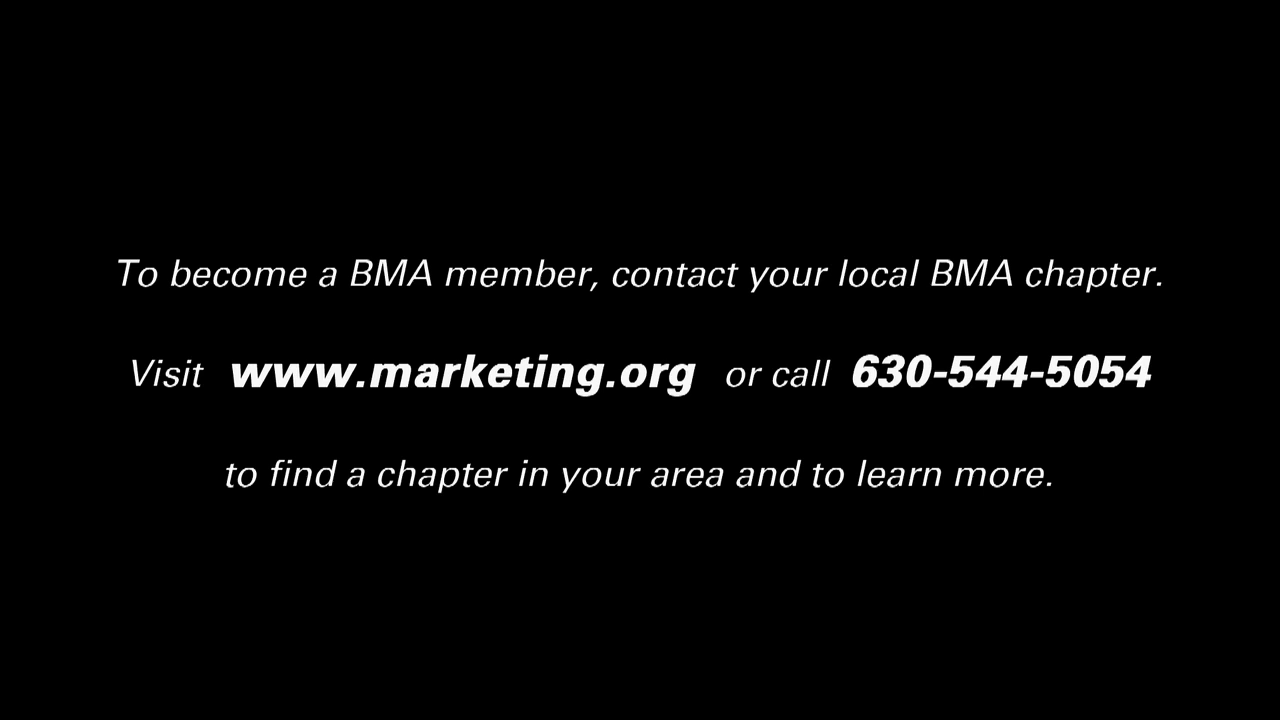 To become a BMA member, contact your local BMA chapter.
Visit www.marketing.org or call 630-544-5054
to find a chapter in your area and to learn more.